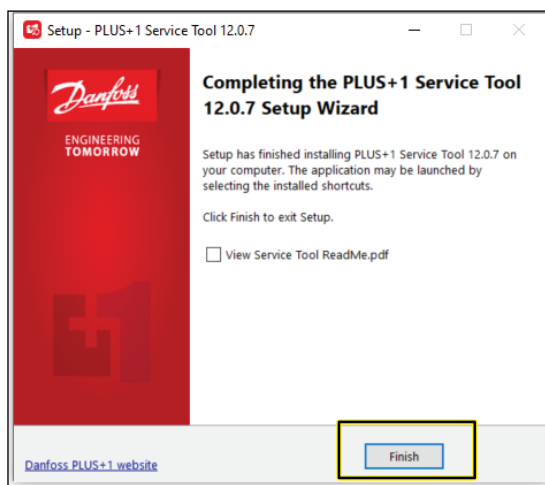 Setup - PLUS+1 Service Tool 12.0.7
Danfoss
ENGINEERING
TOMORROW
Completing the PLUS+1 Service Tool
12.0.7 Setup Wizard
Setup has finished installing PLUS+1 Service Tool 12.0.7 on
your computer. The application may be launched by
selecting the installed shortcuts.
Click Finish to exit Setup.
View Service Tool ReadMe.pdf
+1
Danfoss PLUS+1 website
Finish